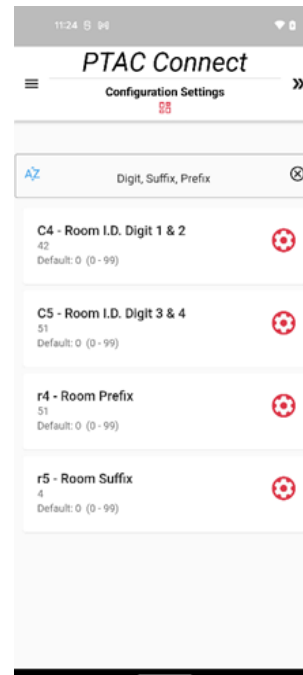 11:24
PTAC Connect
Configuration Settings
AZ
Digit, Suffix, Prefix
C4 - Room I.D. Digit 1 & 2
42
Default: 0 (0 - 99)
C5 - Room I.D. Digit 3 & 4
51
Default: 0 (0 - 99)
r4 - Room Prefix
51
Default: 0 (0 - 99)
r5 - Room Suffix
4
Default: 0 (0 - 99)